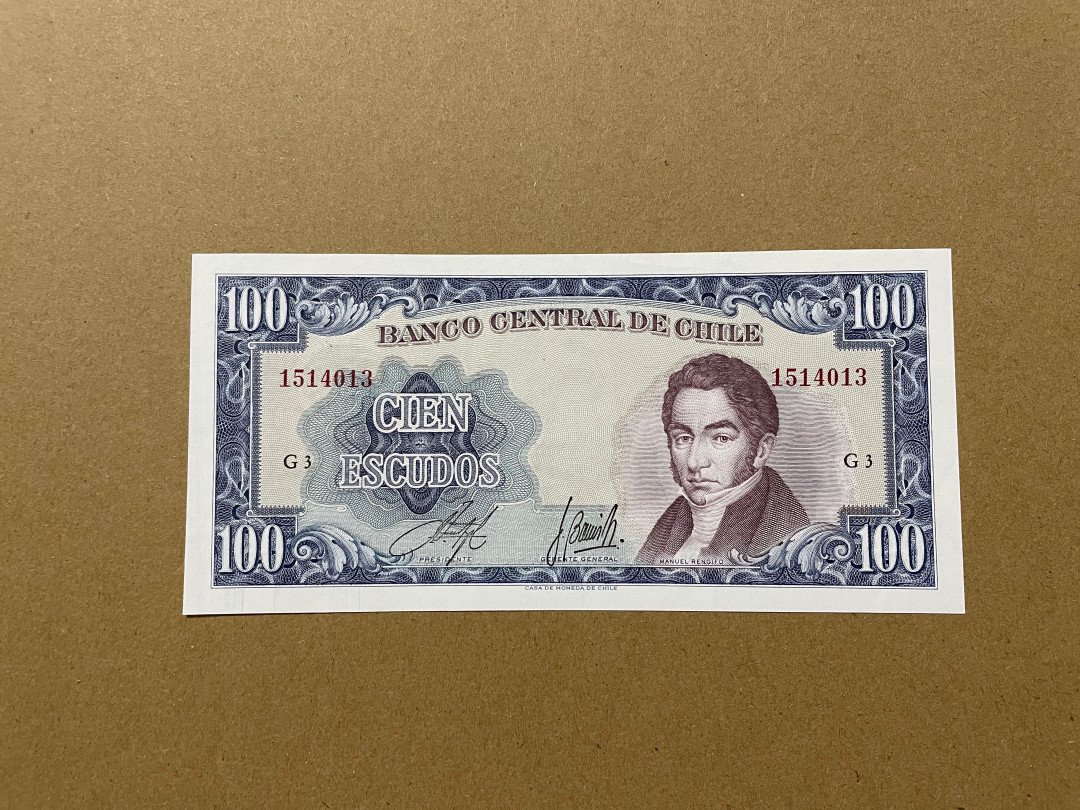 100 100
BANCO CENTRAL DE CHILE
1514013 1514013
CIEN
ESCUDOS
G 3 G 3
PRESIDENTE GERENTE GENERAL MANUEL RENGIFO
100 100
CASA DE MONEDA DE CHILE